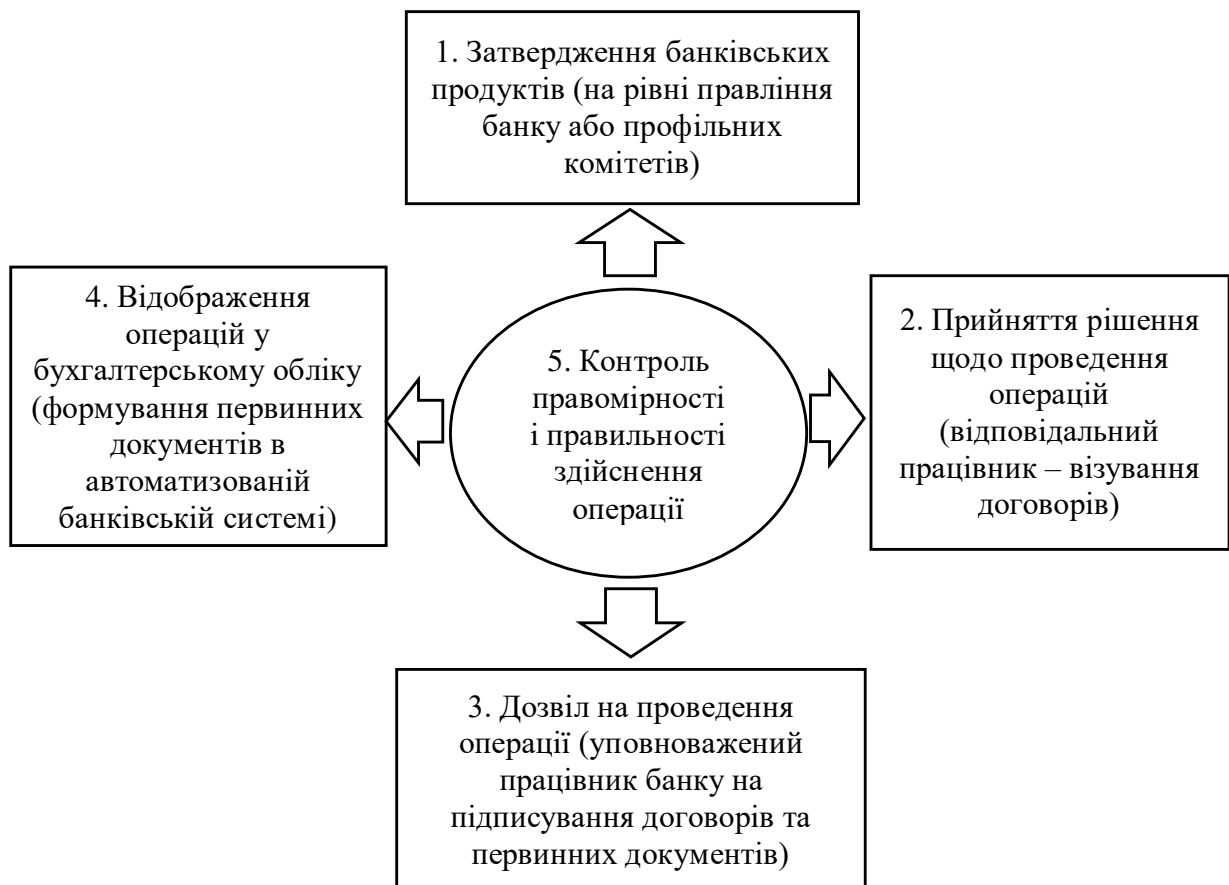 1. Затвердження банківських
продуктів (на рівні правління
банку або профільних
комітетів)
4. Відображення
операцій у
бухгалтерському обліку
(формування первинних
документів в
автоматизованій
банківській системі)
5. Контроль
правомірності
і правильності
здійснення
операції
2. Прийняття рішення
щодо проведення
операцій
(відповідальний
працівник – візування
договорів)
3. Дозвіл на проведення
операції (уповноважений
працівник банку на
підписування договорів та
первинних документів)